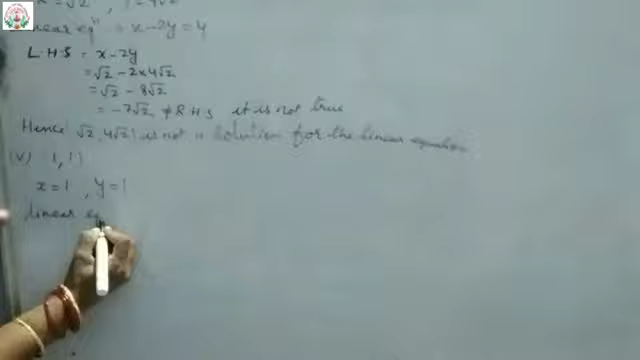 x = √2 ,
linear eqⁿ = x-2y = 4
L.H.S = x-2y
= √2 - 2x4√2
= √2 - 8√2
= -7√2 ≠ R.H.S it is not true
Hence √2, 4√2) is not a solution for the linear equation
(v) 1, 1)
x = 1 , y = 1
linear eq